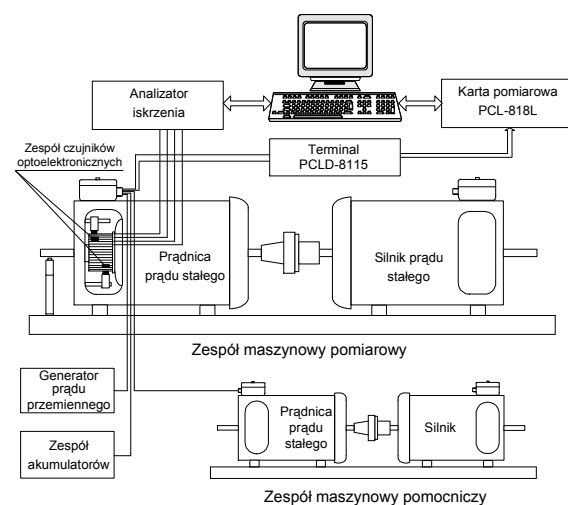 Analizator
iskrzenia
Karta pomiarowa
PCL-818L
Zespół czujników
optoelektronicznych
Terminal
PCLD-8115
Prądnica
prądu stałego
Silnik prądu
stałego
Zespół maszynowy pomiarowy
Generator
prądu
przemiennego
Zespół
akumulatorów
Prądnica
prądu
stałego
Silnik
Zespół maszynowy pomocniczy